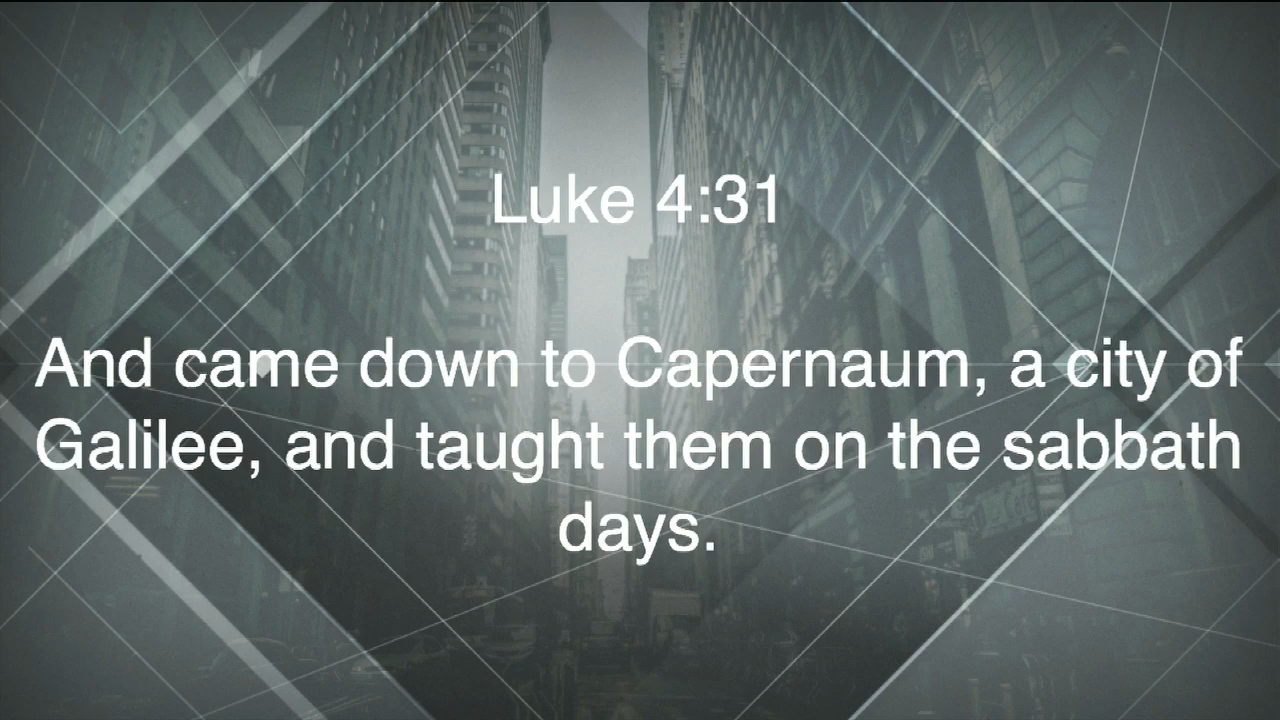 Luke 4:31
And came down to Capernaum, a city of
Galilee, and taught them on the sabbath
days.